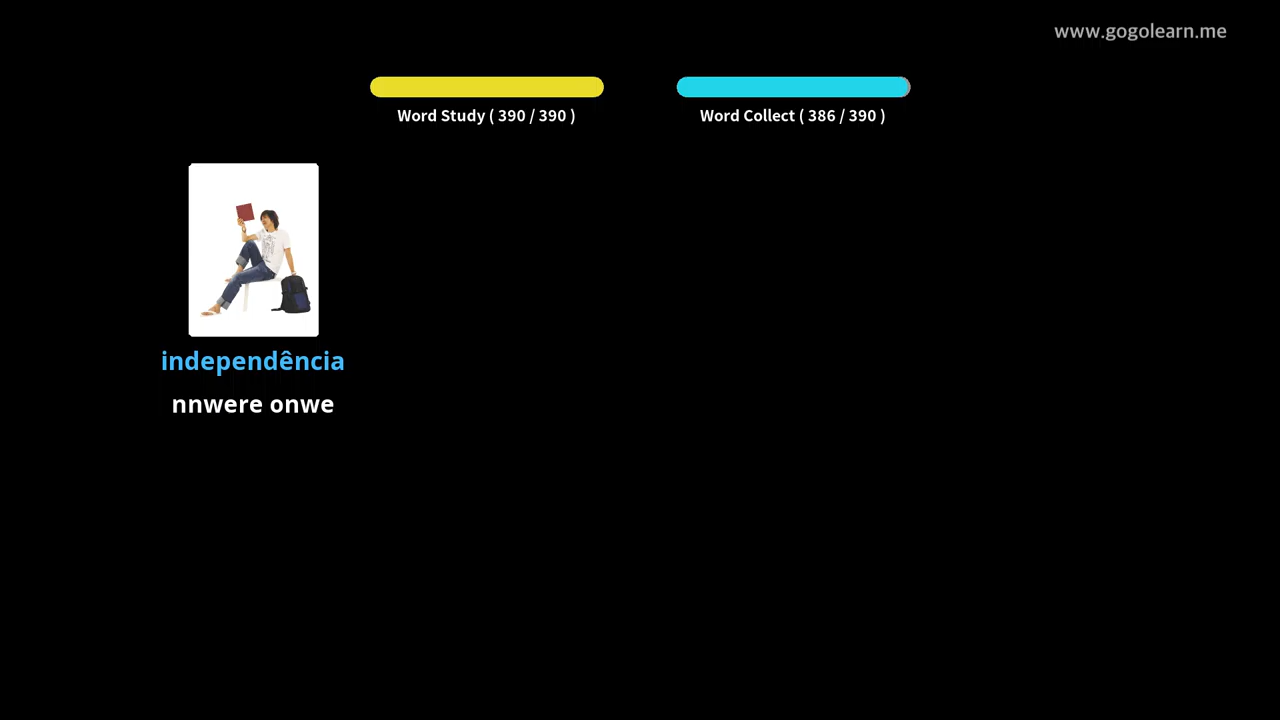 www.gogolearn.me
Word Study ( 390 / 390 )
Word Collect ( 386 / 390 )
independência
nnwere onwe